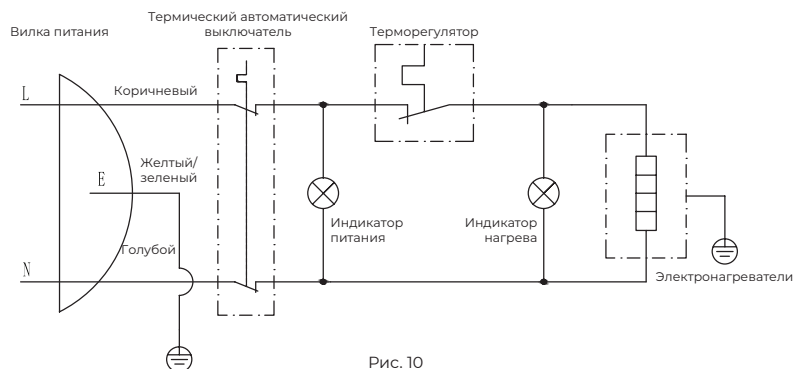 Термический автоматический
выключатель
Вилка питания
Терморегулятор
L
Коричневый
Желтый/
зеленый
E
Индикатор
питания
Индикатор
нагрева
Голубой
N
Электронагреватели
Рис. 10